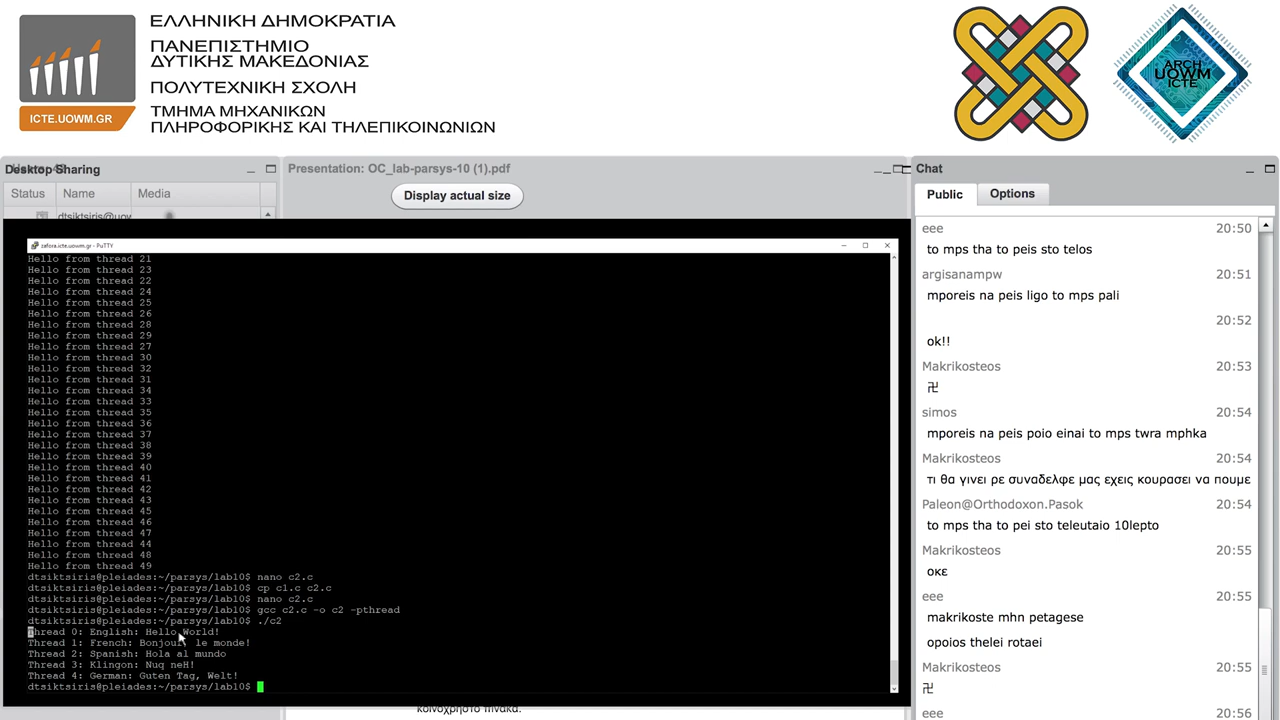 ΕΛΛΗΝΙΚΗ ΔΗΜΟΚΡΑΤΙΑ
ΠΑΝΕΠΙΣΤΗΜΙΟ
ΔΥΤΙΚΗΣ ΜΑΚΕΔΟΝΙΑΣ
ΠΟΛΥΤΕΧΝΙΚΗ ΣΧΟΛΗ
ΤΜΗΜΑ ΜΗΧΑΝΙΚΩΝ
ΠΛΗΡΟΦΟΡΙΚΗΣ ΚΑΙ ΤΗΛΕΠΙΚΟΙΝΩΝΙΩΝ
ICTE.UOWM.GR
ARCH
UOWM
ICTE
Desktop Sharing
Status Name Media
dtsiktsiris@uow
Presentation: OC_lab-parsys-10 (1).pdf
Display actual size
zafora.icte.uowm.gr - PuTTY
Hello from thread 21
Hello from thread 23
Hello from thread 22
Hello from thread 24
Hello from thread 25
Hello from thread 26
Hello from thread 28
Hello from thread 29
Hello from thread 27
Hello from thread 30
Hello from thread 32
Hello from thread 31
Hello from thread 34
Hello from thread 33
Hello from thread 35
Hello from thread 36
Hello from thread 37
Hello from thread 38
Hello from thread 39
Hello from thread 40
Hello from thread 41
Hello from thread 42
Hello from thread 43
Hello from thread 45
Hello from thread 46
Hello from thread 47
Hello from thread 44
Hello from thread 48
Hello from thread 49
dtsiktsiris@pleiades:~/parsys/lab10$ nano c2.c
dtsiktsiris@pleiades:~/parsys/lab10$ cp c1.c c2.c
dtsiktsiris@pleiades:~/parsys/lab10$ nano c2.c
dtsiktsiris@pleiades:~/parsys/lab10$ gcc c2.c -o c2 -pthread
dtsiktsiris@pleiades:~/parsys/lab10$ ./c2
Thread 0: English: Hello World!
Thread 1: French: Bonjour, le monde!
Thread 2: Spanish: Hola al mundo
Thread 3: Klingon: Nuq neH!
Thread 4: German: Guten Tag, Welt!
dtsiktsiris@pleiades:~/parsys/lab10$
κοινόχρηστο πίνακα.
Chat
Public Options
eee 20:50
to mps tha to peis sto telos
argisanampw 20:51
mporeis na peis ligo to mps pali
20:52
ok!!
Makrikosteos 20:53
卍
simos 20:54
mporeis na peis poio einai to mps twra mphka
Makrikosteos 20:54
τι θα γινει ρε συναδελφε μας εχεις κουρασει να πουμε
Paleon@Orthodoxon.Pasok 20:54
to mps tha to pei sto teleutaio 10lepto
Makrikosteos 20:55
οκε
eee 20:55
makrikoste mhn petagese
opoios thelei rotaei
Makrikosteos 20:55
卍
eee 20:56